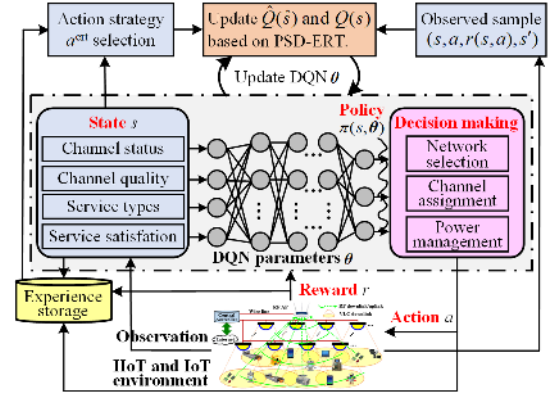 Action strategy
a^ert selection
Update Q̂(ŝ) and Q(s)
based on PSD-ERT.
Observed sample
(s,a,r(s,a),s′)
Update DQN θ
State s
Channel status
Channel quality
Service types
Service satisfation
Policy
π(s,θ)
Decision making
Network
selection
Channel
assignment
Power
management
DQN parameters θ
Experience
storage
Reward r
Action a
Observation
IIoT and IoT
environment